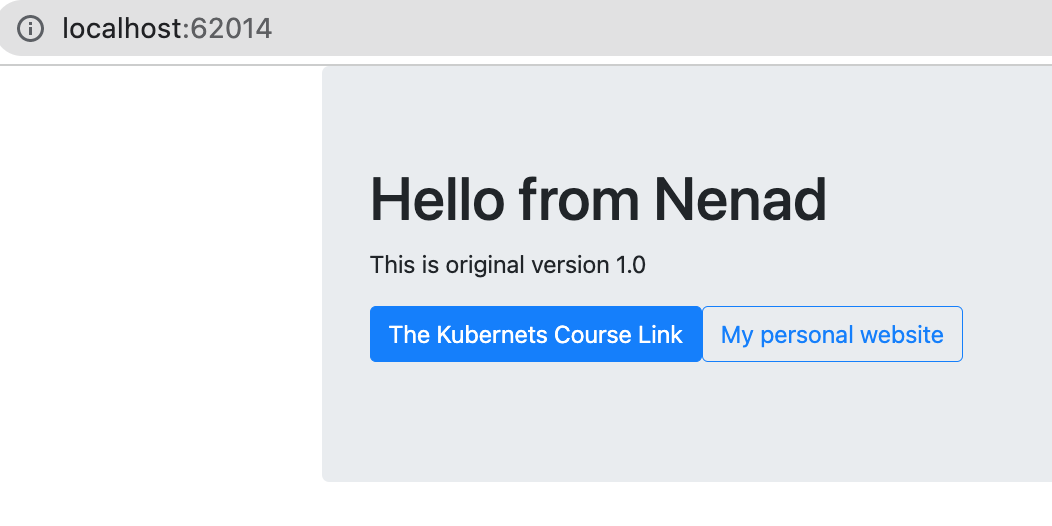 localhost:62014
Hello from Nenad
This is original version 1.0
The Kubernets Course Link My personal website